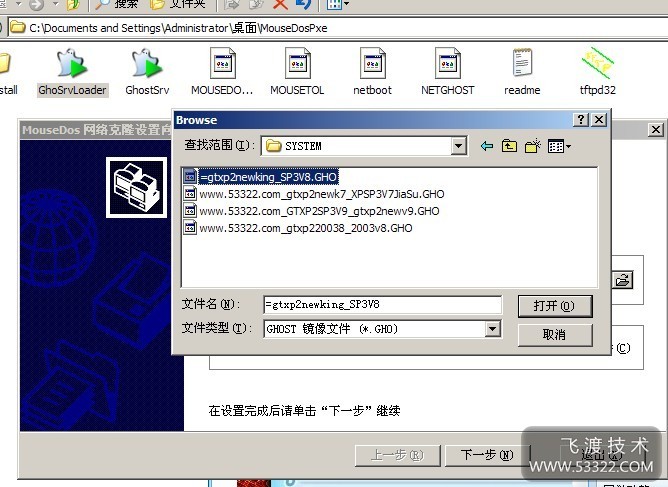 搜索 文件夹
C:\Documents and Settings\Administrator\桌面\MouseDosPxe
stall GhoSrvLoader GhostSrv MOUSEDO... MOUSETOL netboot NETGHOST readme tftpd32
MouseDos 网络克隆设置向
Browse
查找范围(I): SYSTEM
=gtxp2newking_SP3V8.GHO
www.53322.com_gtxp2newk7_XPSP3V7JiaSu.GHO
www.53322.com_GTXP2SP3V9_gtxp2newv9.GHO
www.53322.com_gtxp220038_2003v8.GHO
文件名(N): =gtxp2newking_SP3V8 打开(O)
文件类型(T): GHOST 镜像文件 (*.GHO) 取消
(C)
在设置完成后请单击“下一步”继续
上一步(R) 下一步(N) 退出(X)
飞渡技术
WWW.53322.COM